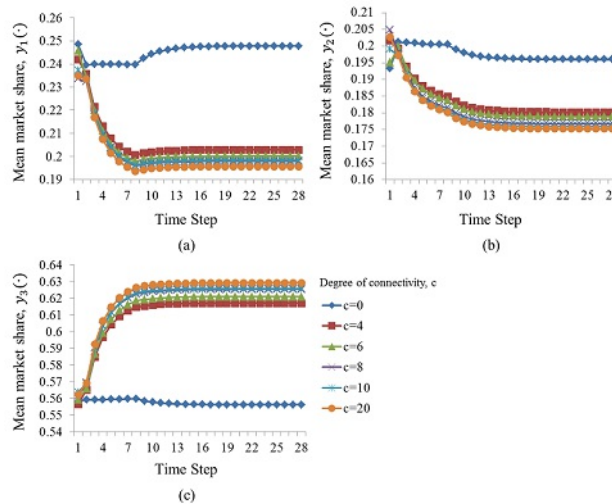 0.26
0.25
0.24
0.23
0.22
0.21
0.2
0.19
Mean market share, y₁(·)
1 4 7 10 13 16 19 22 25 28
Time Step
(a)
0.205
0.2
0.195
0.19
0.185
0.18
0.175
0.17
0.165
0.16
Mean market share, y₂(·)
1 4 7 10 13 16 19 22 25 2
Time Step
(b)
0.64
0.63
0.62
0.61
0.6
0.59
0.58
0.57
0.56
0.55
0.54
Mean market share, y₃(·)
1 4 7 10 13 16 19 22 25 28
Time Step
(c)
Degree of connectivity, c
c=0
c=4
c=6
c=8
c=10
c=20